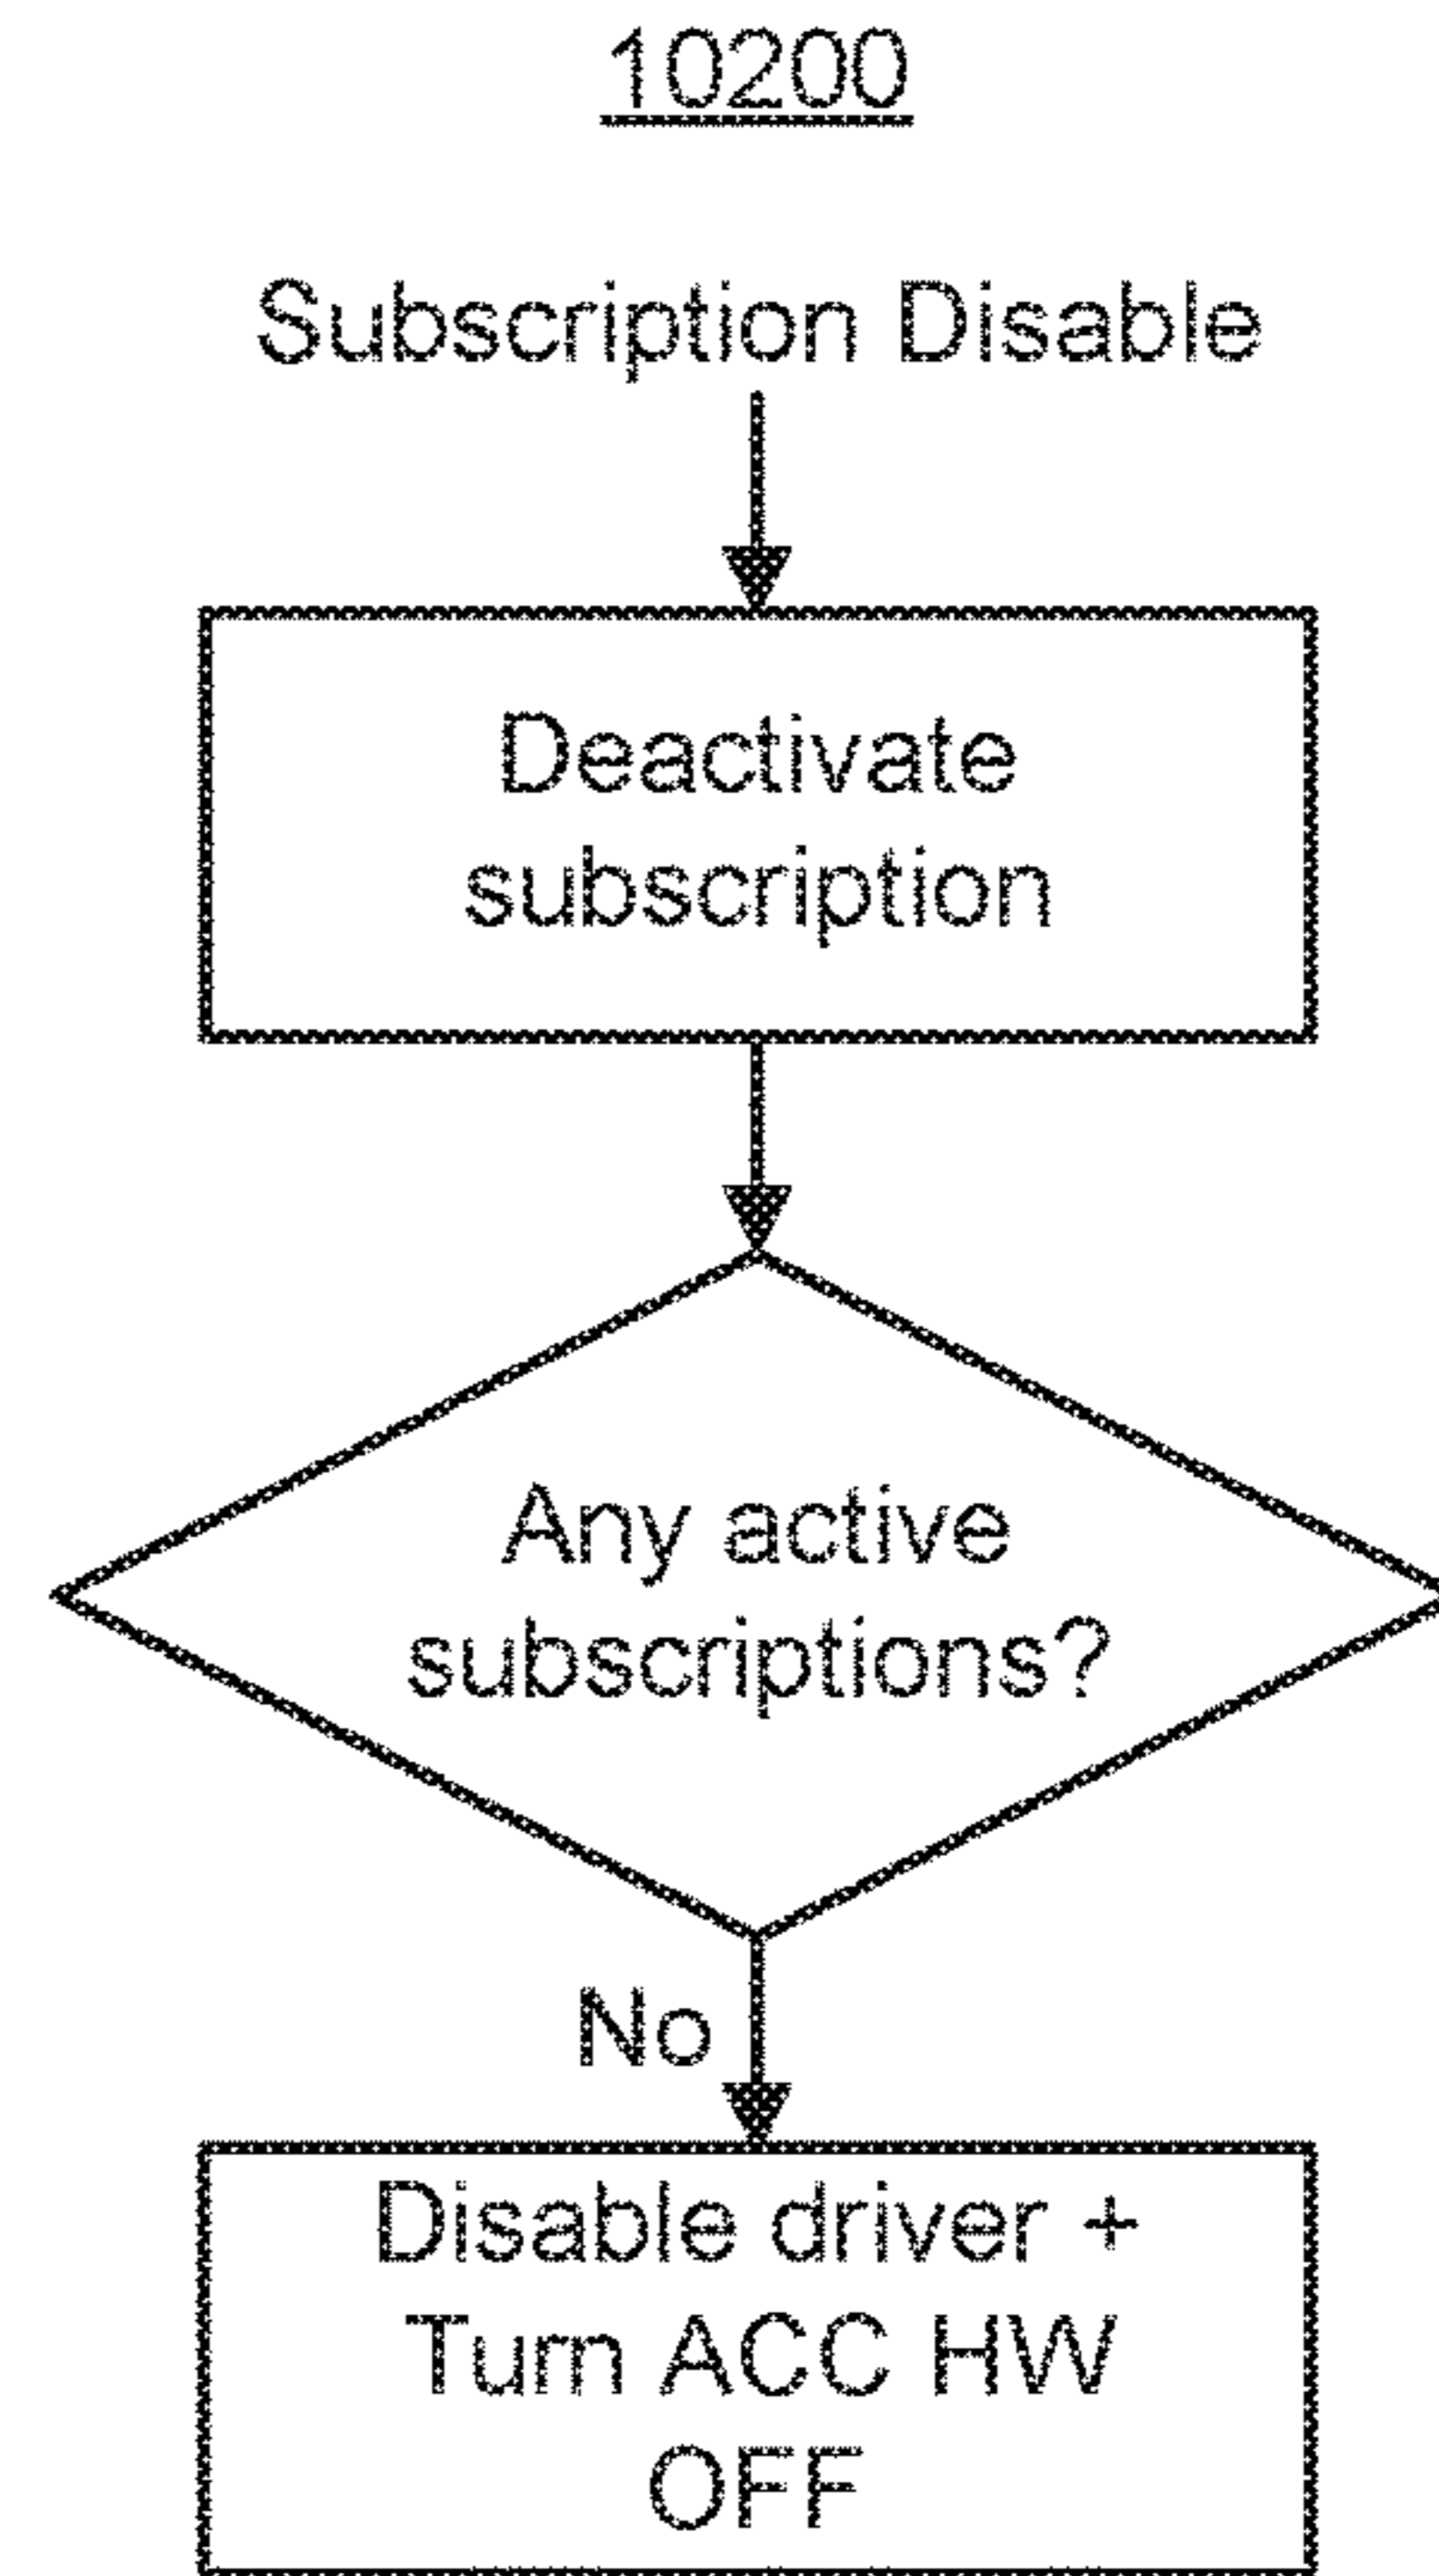 10200
Subscription Disable
Deactivate
subscription
Any active
subscriptions?
No
Disable driver +
Turn ACC HW
OFF